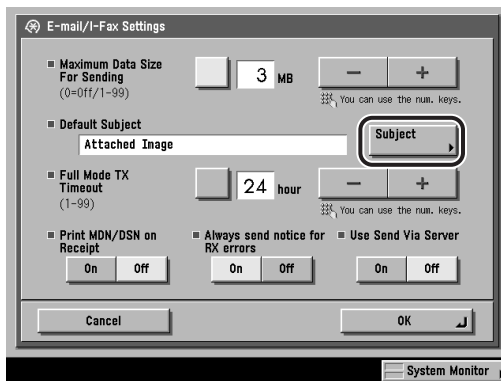 E-mail/I-Fax Settings
Maximum Data Size
For Sending
(0=Off/1-99)
3 MB
− +
You can use the num. keys.
Default Subject
Attached Image
Subject
Full Mode TX
Timeout
(1-99)
24 hour
− +
You can use the num. keys.
Print MDN/DSN on
Receipt
On Off
Always send notice for
RX errors
On Off
Use Send Via Server
On Off
Cancel
OK
System Monitor